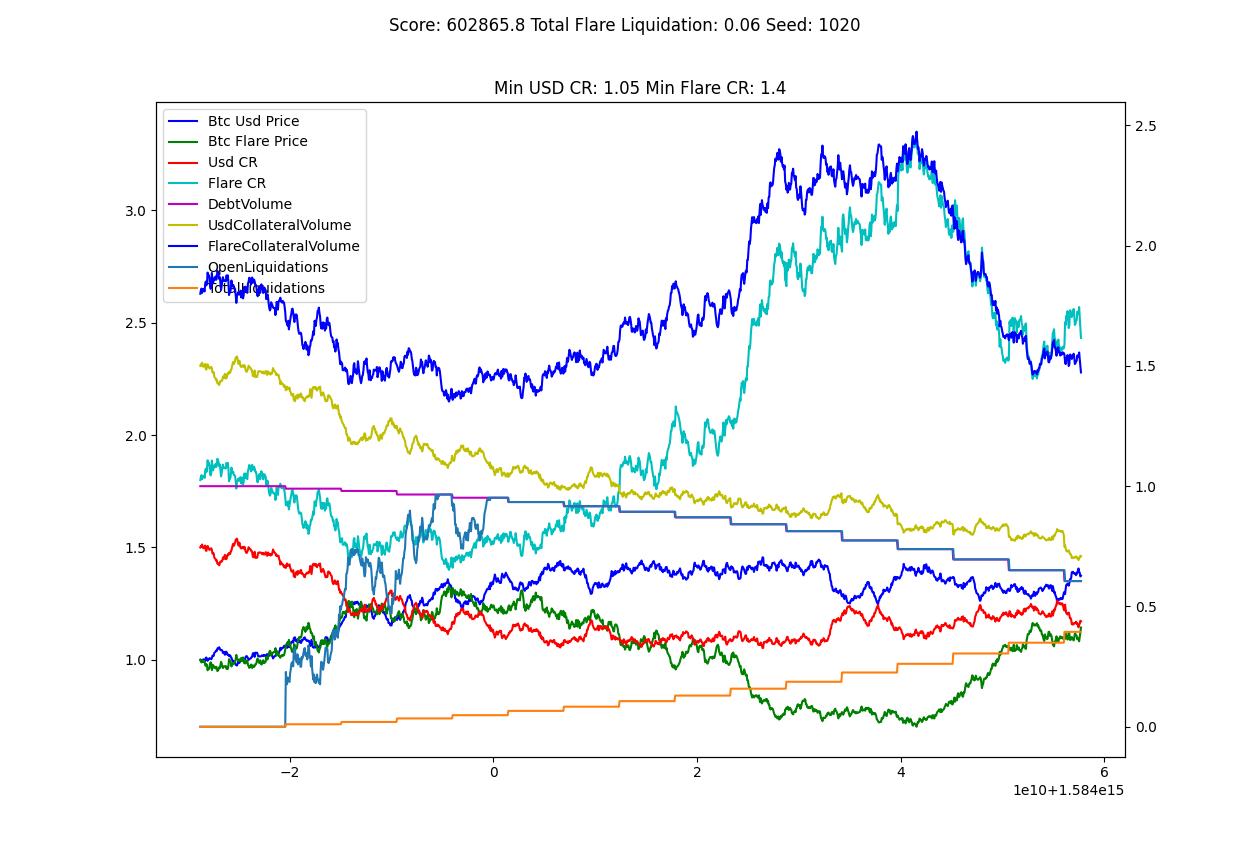 Score: 602865.8 Total Flare Liquidation: 0.06 Seed: 1020
Min USD CR: 1.05 Min Flare CR: 1.4
Btc Usd Price
Btc Flare Price
Usd CR
Flare CR
DebtVolume
UsdCollateralVolume
FlareCollateralVolume
OpenLiquidations
TotalLiquidations
3.0
2.5
2.0
1.5
1.0
2.5
2.0
1.5
1.0
0.5
0.0
−2 0 2 4 6
1e10+1.584e15